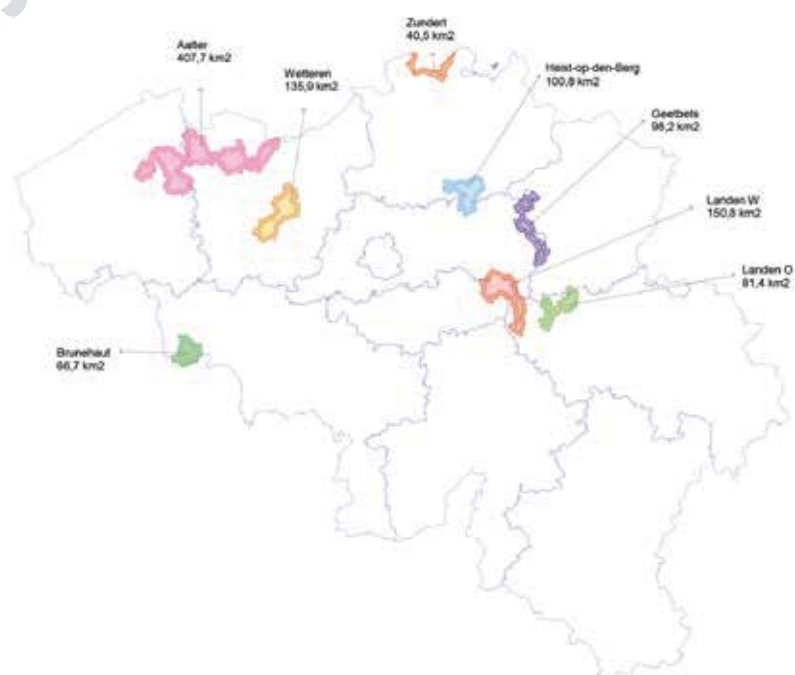 Zundert
40,5 km2
Aalter
407,7 km2
Wetteren
135,9 km2
Heist-op-den-Berg
100,8 km2
Geetbets
98,2 km2
Landen W
150,8 km2
Landen O
81,4 km2
Brunehaut
66,7 km2